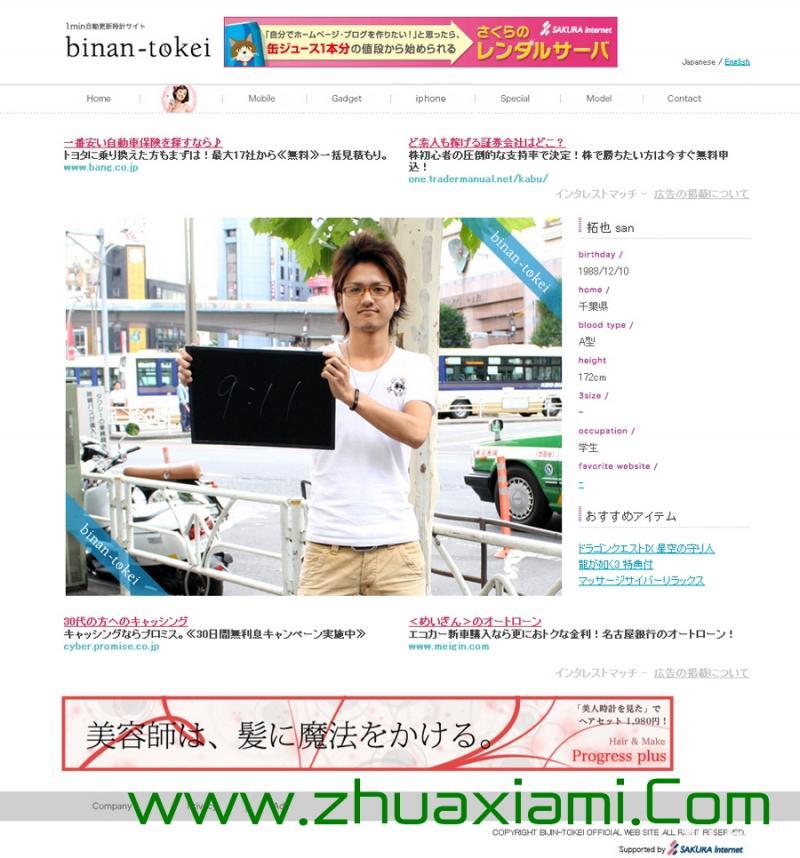 1min自動更新時計サイト
binan-tokei
「自分でホームページ・ブログを作りたい！」と思ったら、
缶ジュース1本分の値段から始められる
さくらの
レンタルサーバ
SAKURA Internet
Japanese / English
Home
Mobile
Gadget
iphone
Special
Model
Contact
一番安い自動車保険を探すなら♪
トヨタに乗り換えた方もまずは！最大17社から≪無料≫一括見積もり。
www.bang.co.jp
ど素人も稼げる証券会社はどこ？
株初心者の圧倒的な支持率で決定！株で勝ちたい方は今すぐ無料申
込！
one.tradermanual.net/kabu/
インタレストマッチ - 広告の掲載について
binan-tokei
9:11
binan-tokei
拓也 san
birthday /
1988/12/10
home /
千葉県
blood type /
A型
height
172cm
3size /
-
occupation /
学生
favorite website /
-
おすすめアイテム
ドラゴンクエストIX 星空の守り人
龍が如く3 特典付
マッサージサイバーリラックス
30代の方へのキャッシング
キャッシングならプロミス。≪30日間無利息キャンペーン実施中≫
cyber.promise.co.jp
＜めいぎん＞のオートローン
エコカー新車購入なら更におトクな金利！名古屋銀行のオートローン！
www.meigin.com
インタレストマッチ - 広告の掲載について
美容師は、髪に魔法をかける。
「美人時計を見た」で
ヘアセット 1,980円！
Hair & Make
Progress plus
Company
www.zhuaxiami.Com
COPYRIGHT BIJIN-TOKEI OFFICIAL WEB SITE ALL RIGHT RESERVED.
Supported by SAKURA Internet